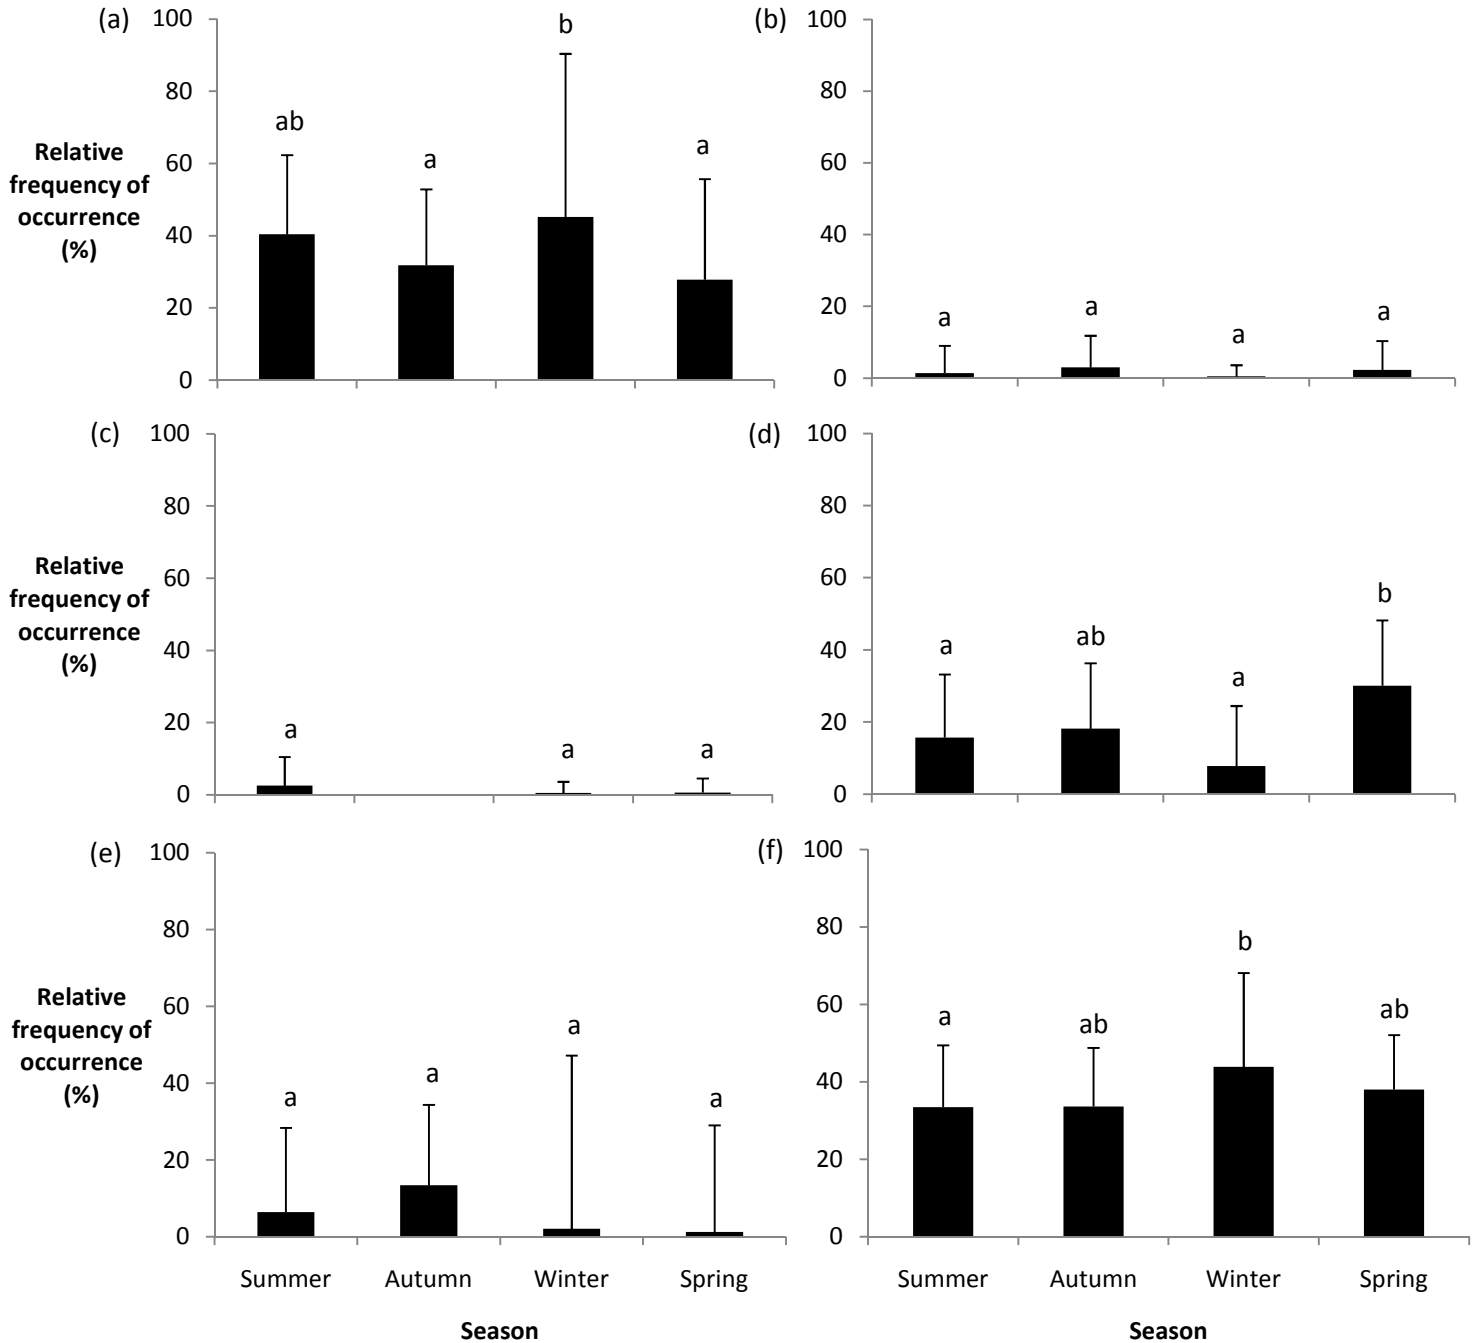 (a)
100
80
60
40
20
0
Relative
frequency of
occurrence
(%)
ab
a
b
a
(b)
100
80
60
40
20
0
a
a
a
a
(c)
100
80
60
40
20
0
Relative
frequency of
occurrence
(%)
a
a
a
(d)
100
80
60
40
20
0
a
ab
a
b
(e)
100
80
60
40
20
0
Relative
frequency of
occurrence
(%)
a
a
a
a
Summer Autumn Winter Spring
Season
(f)
100
80
60
40
20
0
a
ab
b
ab
Summer Autumn Winter Spring
Season